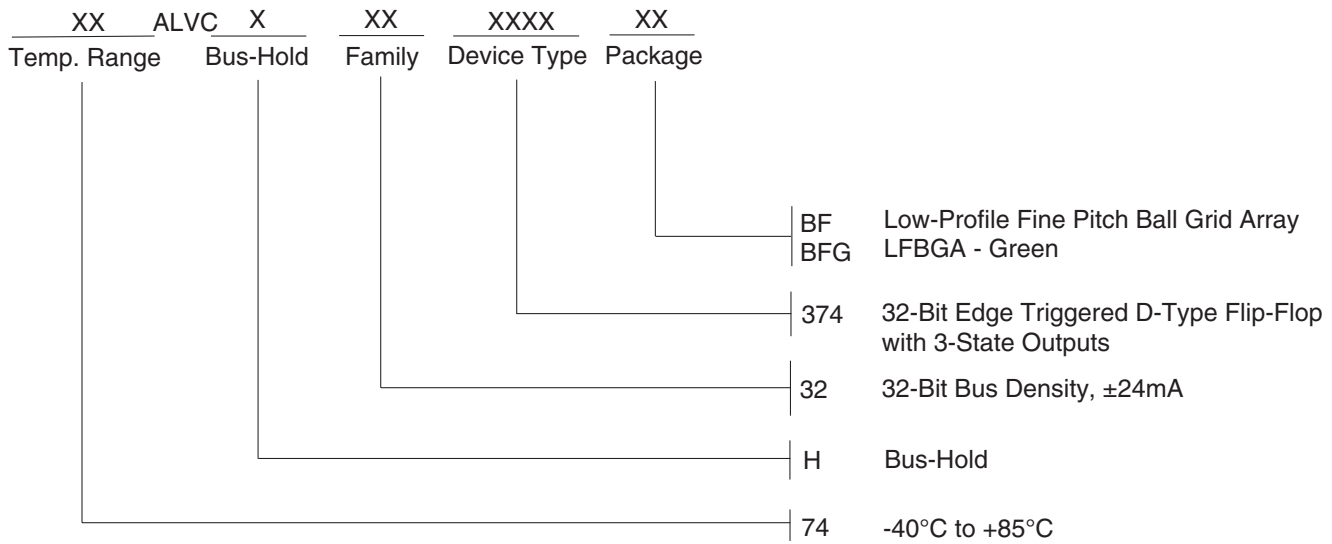 XX ALVC X XX XXXX XX
Temp. Range Bus-Hold Family Device Type Package
BF Low-Profile Fine Pitch Ball Grid Array
BFG LFBGA - Green
374 32-Bit Edge Triggered D-Type Flip-Flop
with 3-State Outputs
32 32-Bit Bus Density, ±24mA
H Bus-Hold
74 -40°C to +85°C